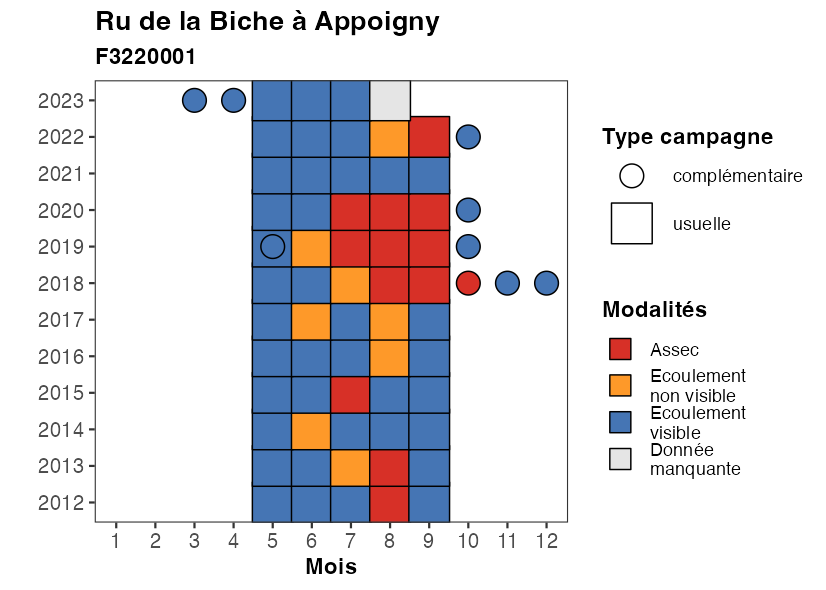 Ru de la Biche à Appoigny
F3220001
2023
2022
2021
2020
2019
2018
2017
2016
2015
2014
2013
2012
1 2 3 4 5 6 7 8 9 10 11 12
Mois
Type campagne
complémentaire
usuelle
Modalités
Assec
Ecoulement
non visible
Ecoulement
visible
Donnée
manquante